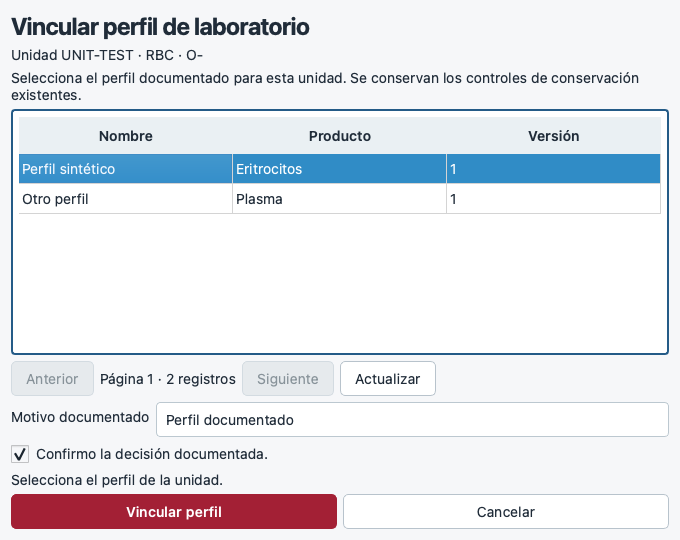 Vincular perfil de laboratorio
Unidad UNIT-TEST · RBC · O-
Selecciona el perfil documentado para esta unidad. Se conservan los controles de conservación
existentes.
Nombre Producto Versión
Perfil sintético Eritrocitos 1
Otro perfil Plasma 1
Anterior Página 1 · 2 registros Siguiente Actualizar
Motivo documentado Perfil documentado
Confirmo la decisión documentada.
Selecciona el perfil de la unidad.
Vincular perfil Cancelar